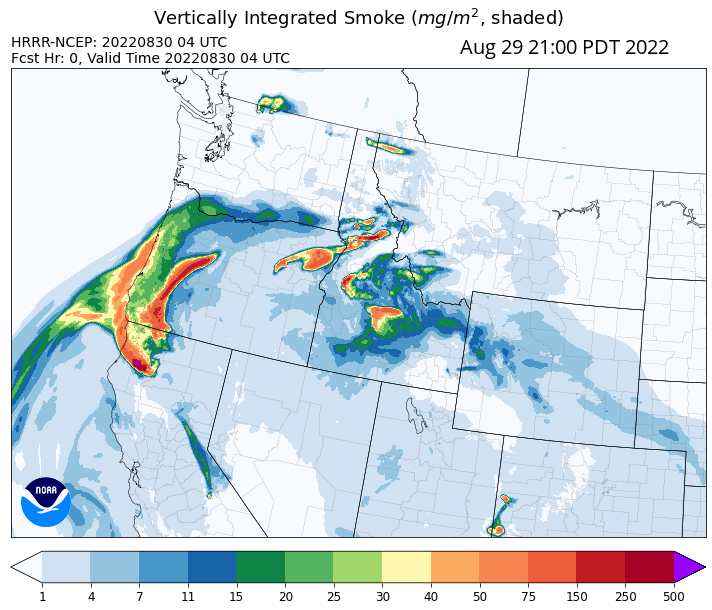 Vertically Integrated Smoke (mg/m², shaded)
HRRR-NCEP: 20220830 04 UTC
Aug 29 21:00 PDT 2022
Fcst Hr: 0, Valid Time 20220830 04 UTC
NOAA
1 4 7 11 15 20 25 30 40 50 75 150 250 500